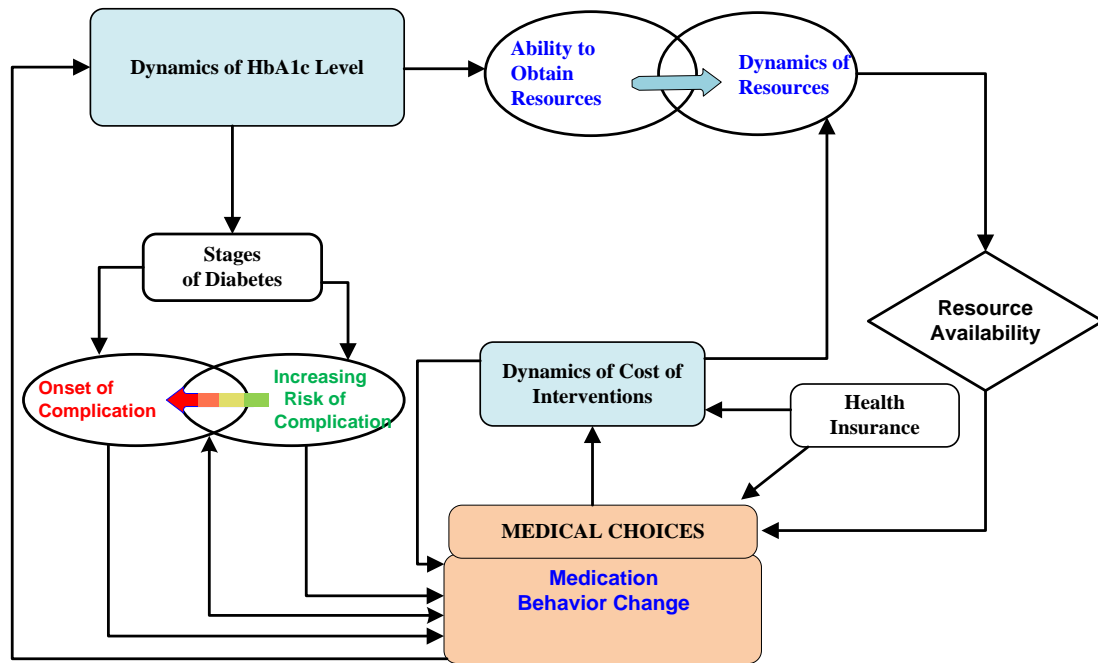 Dynamics of HbA1c Level
Ability to
Obtain
Resources
Dynamics of
Resources
Stages
of Diabetes
Resource
Availability
Onset of
Complication
Increasing
Risk of
Complication
Dynamics of Cost of
Interventions
Health
Insurance
MEDICAL CHOICES
Medication
Behavior Change